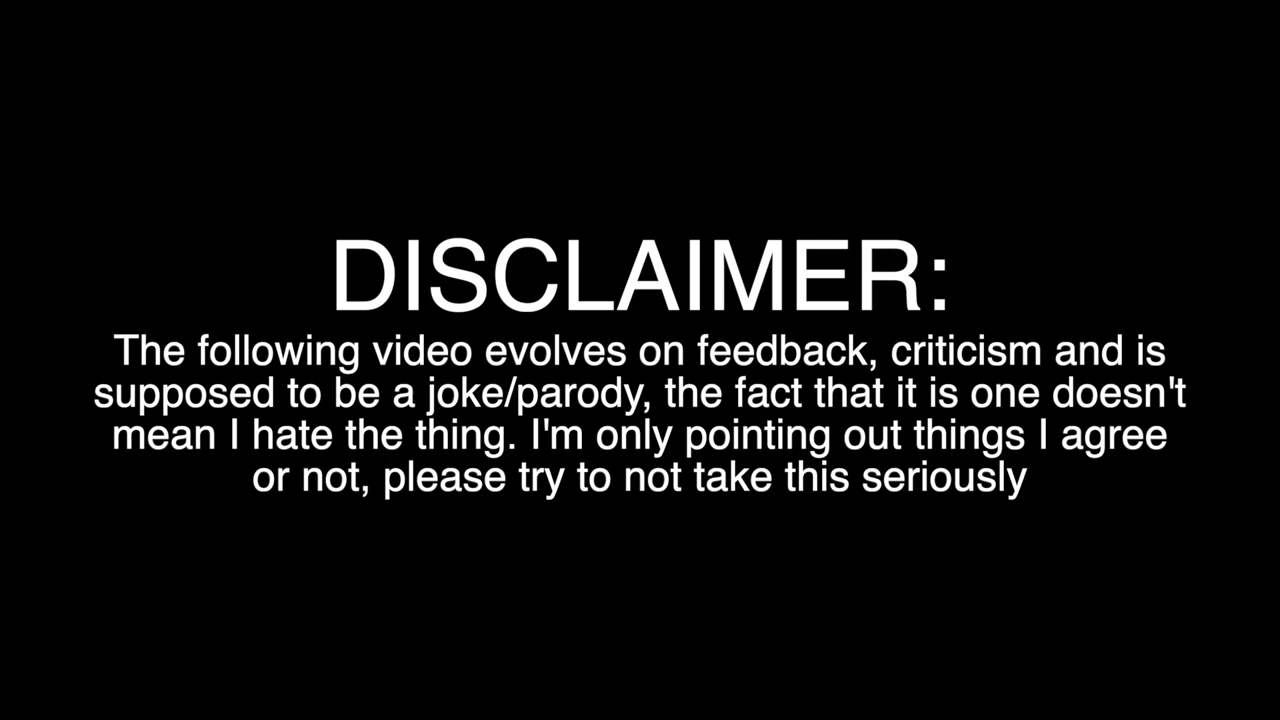 DISCLAIMER:
The following video evolves on feedback, criticism and is
supposed to be a joke/parody, the fact that it is one doesn't
mean I hate the thing. I'm only pointing out things I agree
or not, please try to not take this seriously